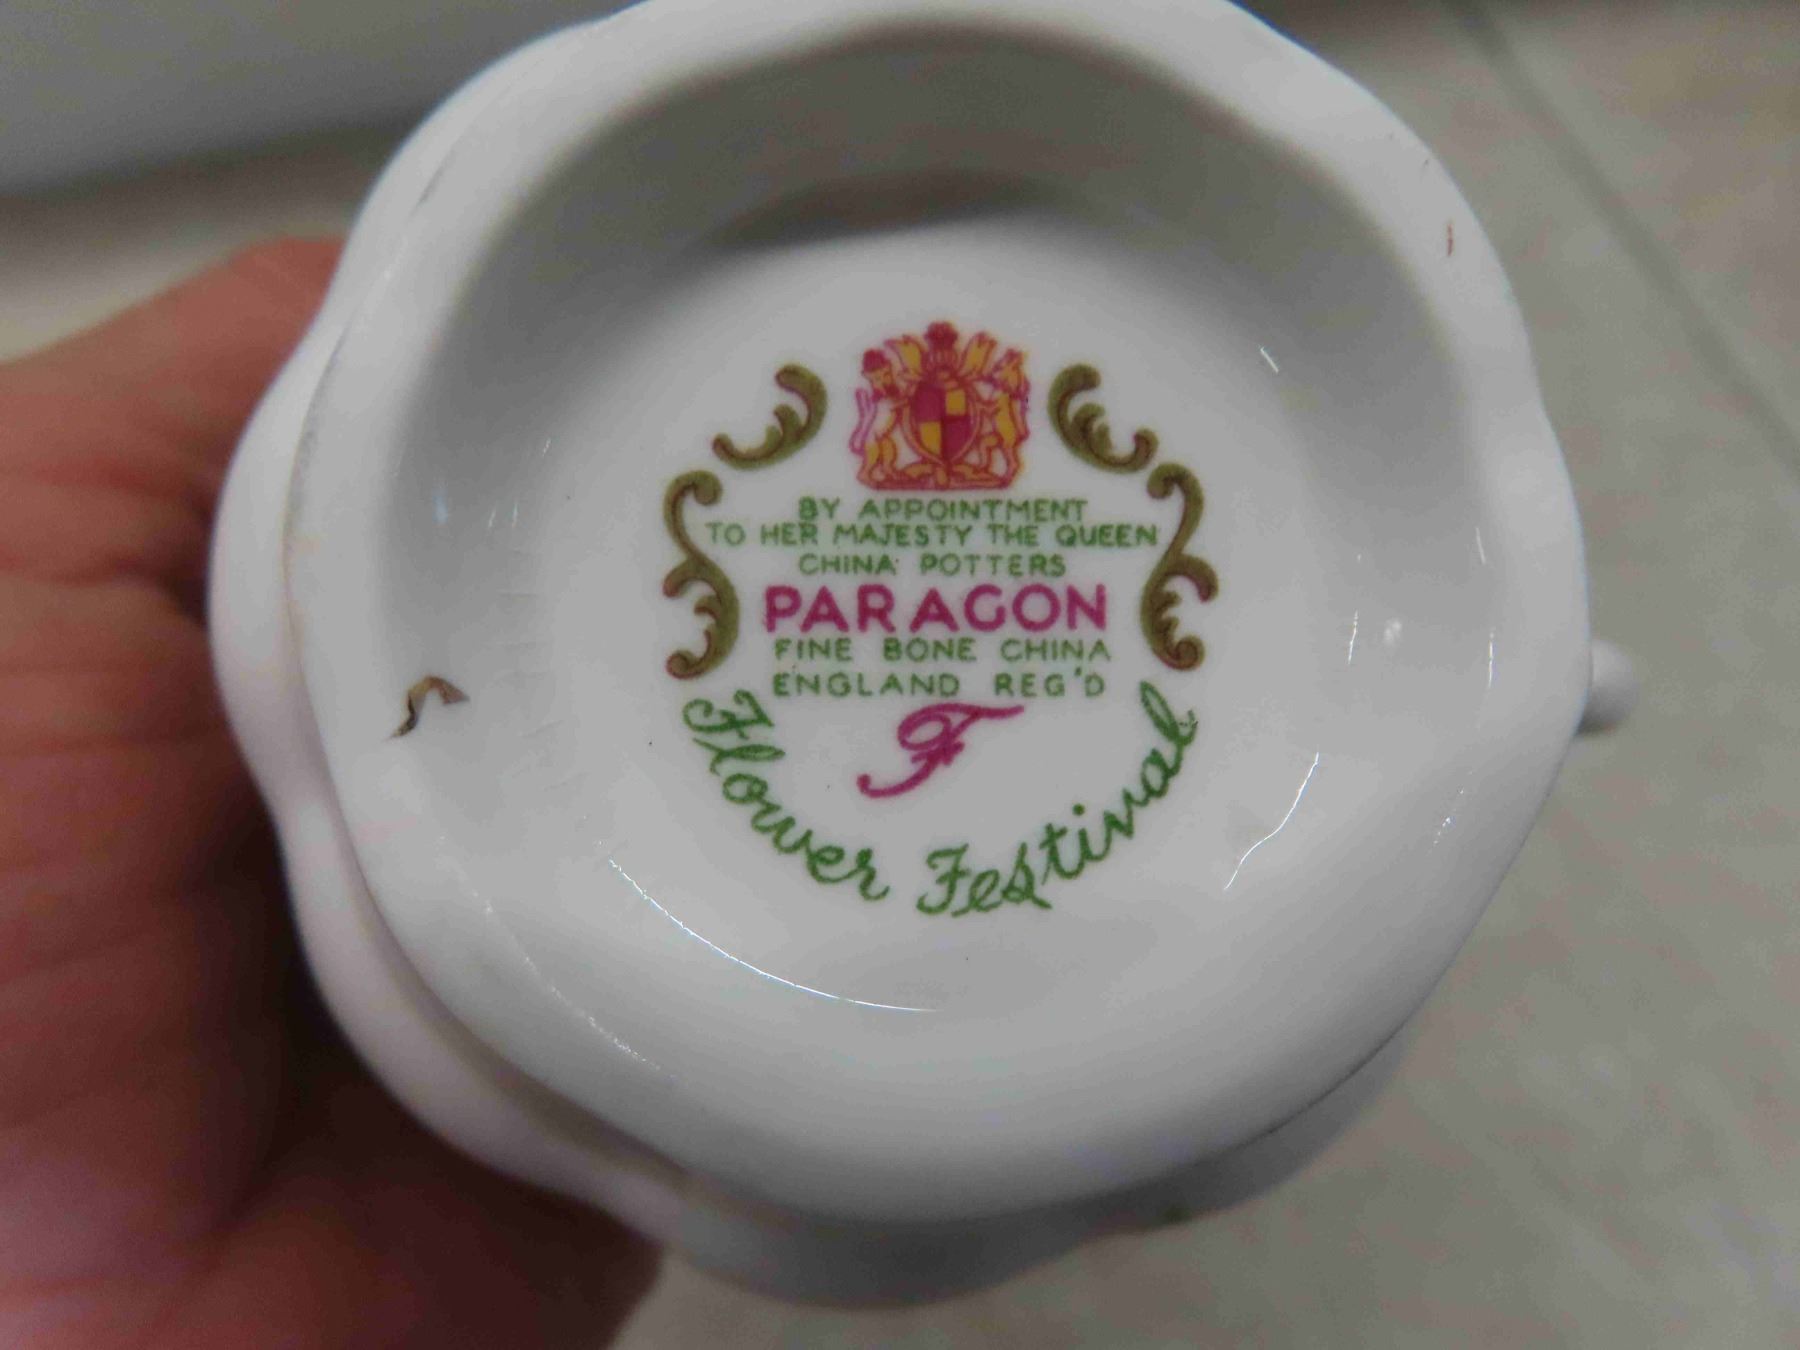 BY APPOINTMENT
TO HER MAJESTY THE QUEEN
CHINA POTTERS
PARAGON
FINE BONE CHINA
ENGLAND REG'D
F
Flower Festival